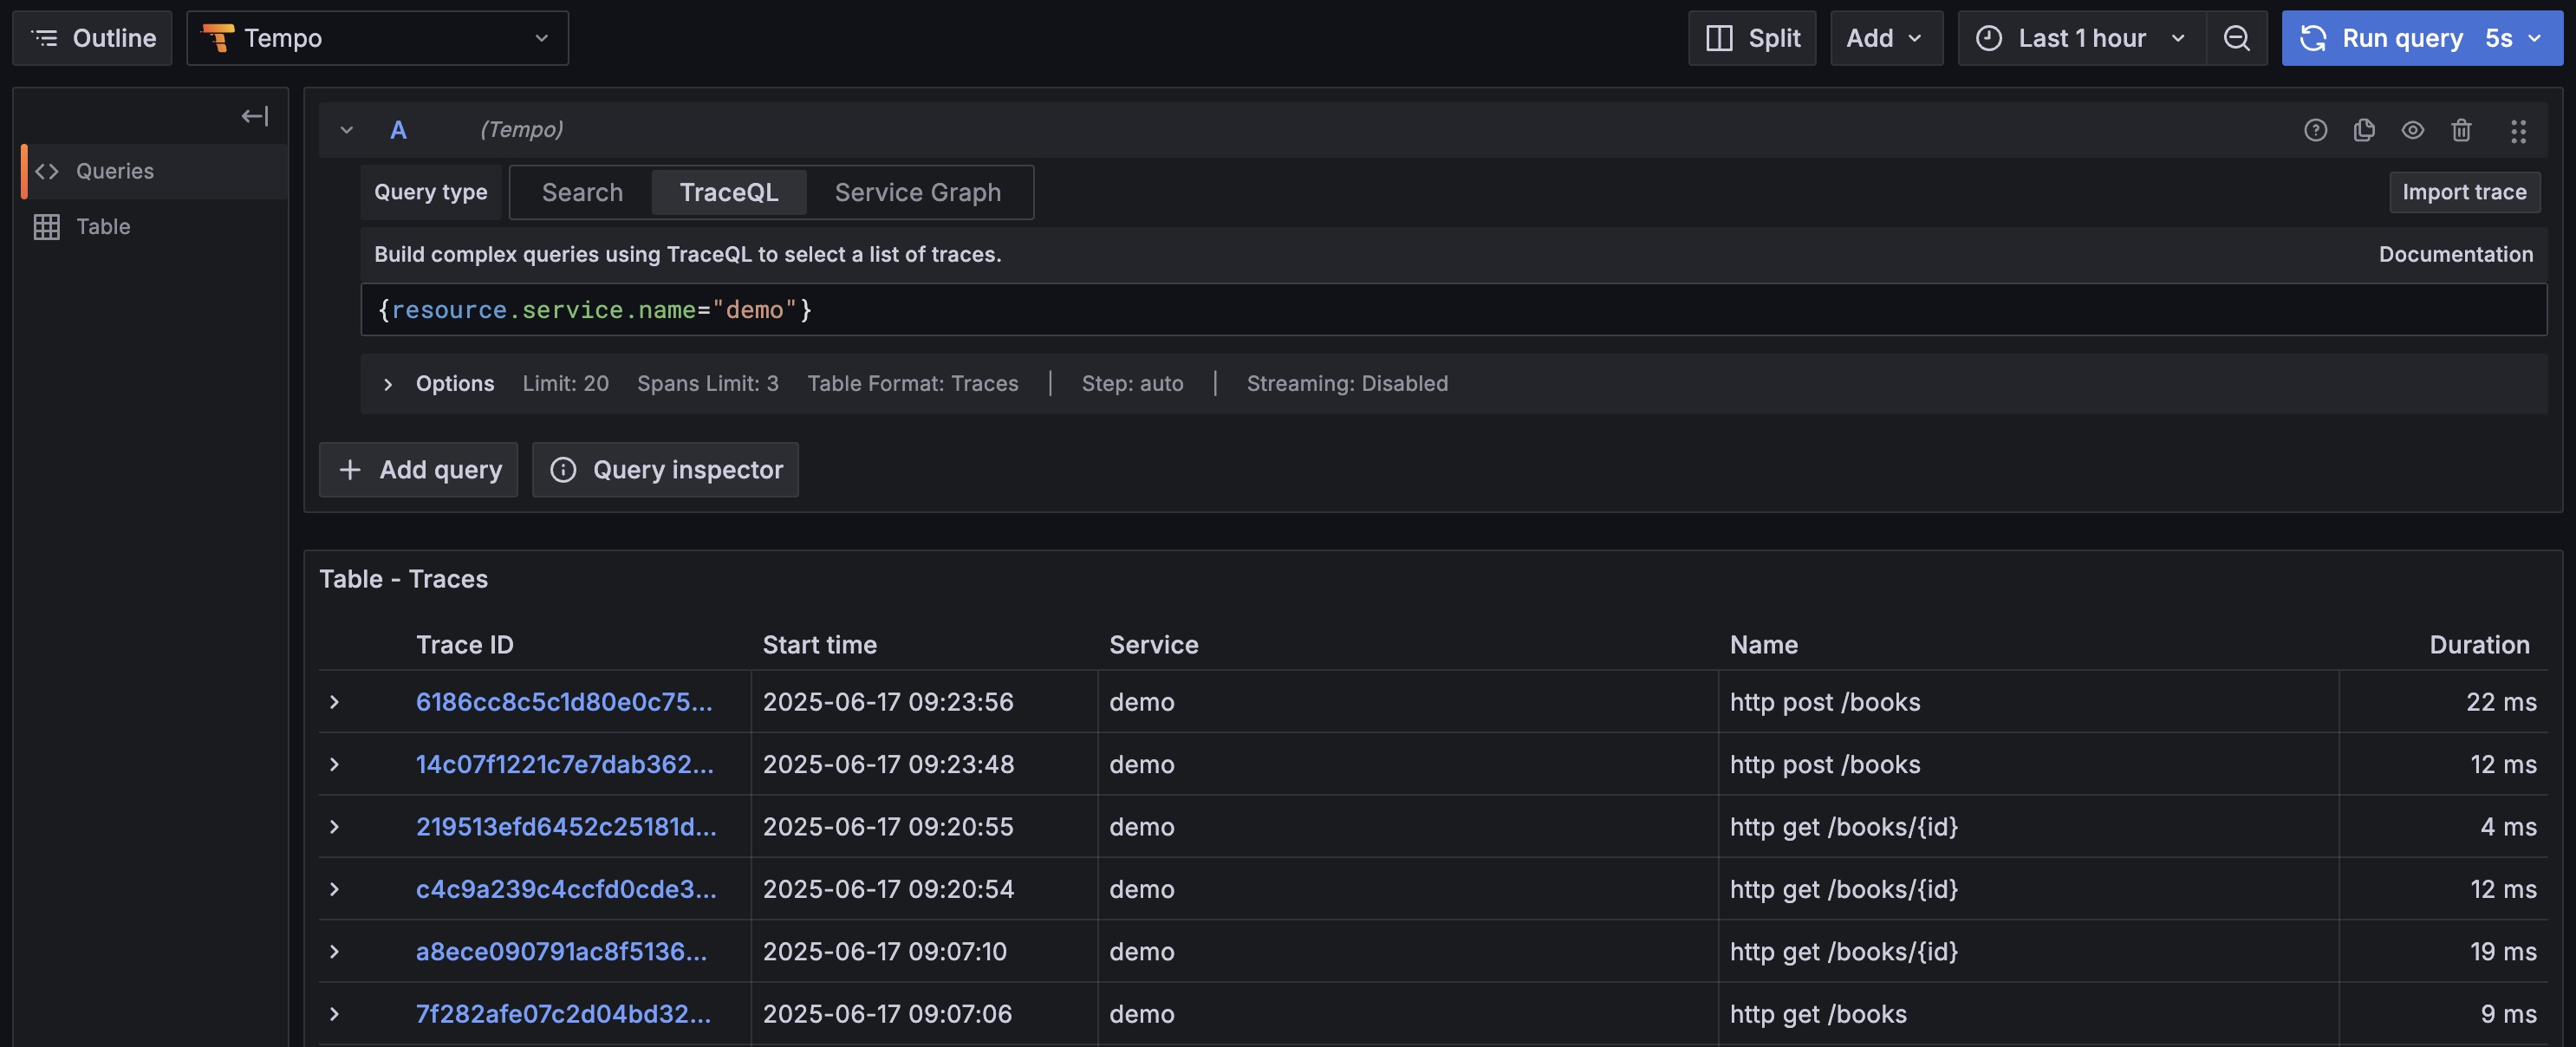 Outline Tempo Split Add Last 1 hour Run query 5s
A (Tempo)
Queries
Query type Search TraceQL Service Graph Import trace
Table
Build complex queries using TraceQL to select a list of traces. Documentation
{resource.service.name="demo"}
Options Limit: 20 Spans Limit: 3 Table Format: Traces | Step: auto | Streaming: Disabled
+ Add query Query inspector
Table - Traces
Trace ID Start time Service Name Duration
6186cc8c5c1d80e0c75... 2025-06-17 09:23:56 demo http post /books 22 ms
14c07f1221c7e7dab362... 2025-06-17 09:23:48 demo http post /books 12 ms
219513efd6452c25181d... 2025-06-17 09:20:55 demo http get /books/{id} 4 ms
c4c9a239c4ccfd0cde3... 2025-06-17 09:20:54 demo http get /books/{id} 12 ms
a8ece090791ac8f5136... 2025-06-17 09:07:10 demo http get /books/{id} 19 ms
7f282afe07c2d04bd32... 2025-06-17 09:07:06 demo http get /books 9 ms